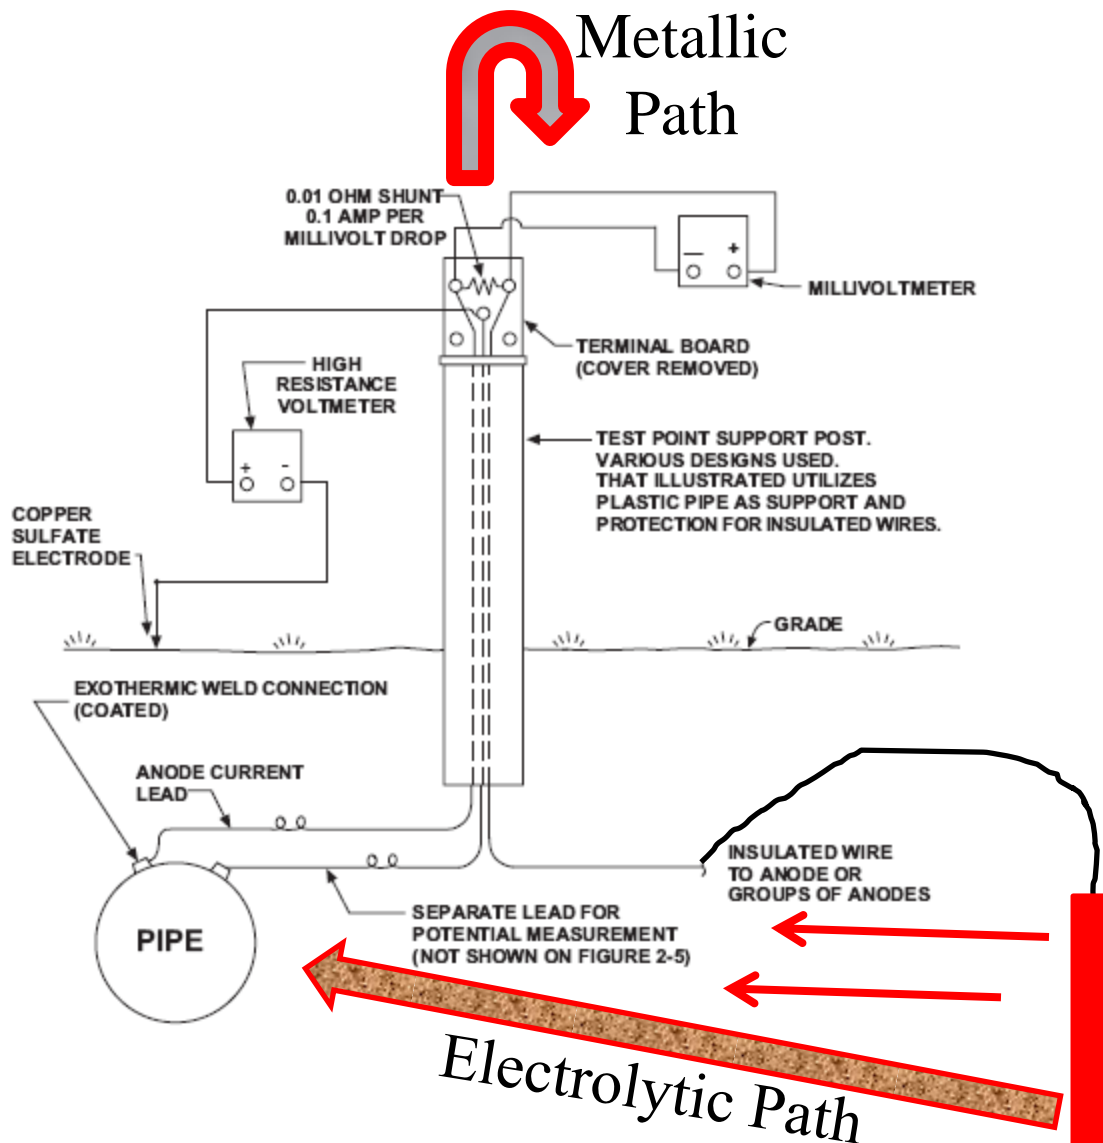 Metallic
Path
0.01 OHM SHUNT
0.1 AMP PER
MILLIVOLT DROP
— +
MILLIVOLTMETER
TERMINAL BOARD
(COVER REMOVED)
HIGH
RESISTANCE
VOLTMETER
+ -
TEST POINT SUPPORT POST.
VARIOUS DESIGNS USED.
THAT ILLUSTRATED UTILIZES
PLASTIC PIPE AS SUPPORT AND
PROTECTION FOR INSULATED WIRES.
COPPER
SULFATE
ELECTRODE
GRADE
EXOTHERMIC WELD CONNECTION
(COATED)
ANODE CURRENT
LEAD
INSULATED WIRE
TO ANODE OR
GROUPS OF ANODES
PIPE
SEPARATE LEAD FOR
POTENTIAL MEASUREMENT
(NOT SHOWN ON FIGURE 2-5)
Electrolytic Path